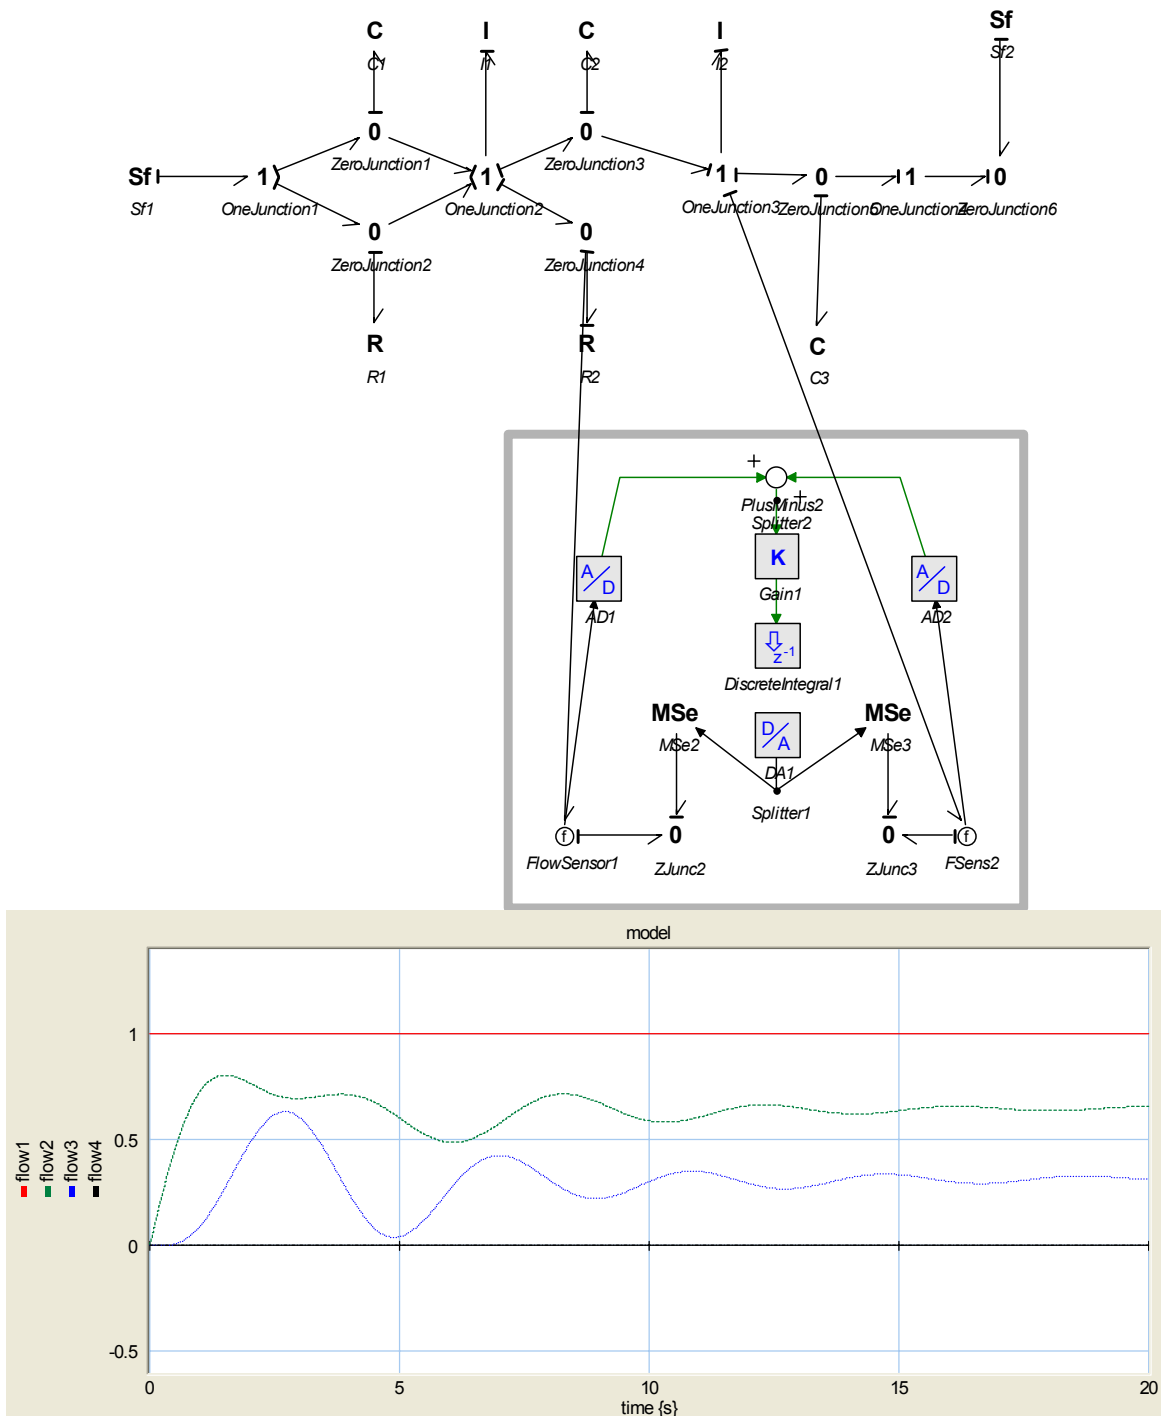 C I C I Sf
C1 I1 C2 I2 Sf2
0 0
ZeroJunction1 ZeroJunction3
Sf 1 1 1 0 1 0
Sf1 OneJunction1 OneJunction2 OneJunction3 ZeroJunction5 OneJunction4 ZeroJunction6
0 0
ZeroJunction2 ZeroJunction4
R R C
R1 R2 C3
+
PlusMinus2 +
Splitter2
A/D K A/D
AD1 Gain1 AD2
z-1
DiscreteIntegral1
MSe D/A MSe
MSe2 DA1 MSe3
Splitter1
f 0 0 f
FlowSensor1 ZJunc2 ZJunc3 FSens2
model
1
0.5
0
-0.5
flow1
flow2
flow3
flow4
0 5 10 15 20
time {s}